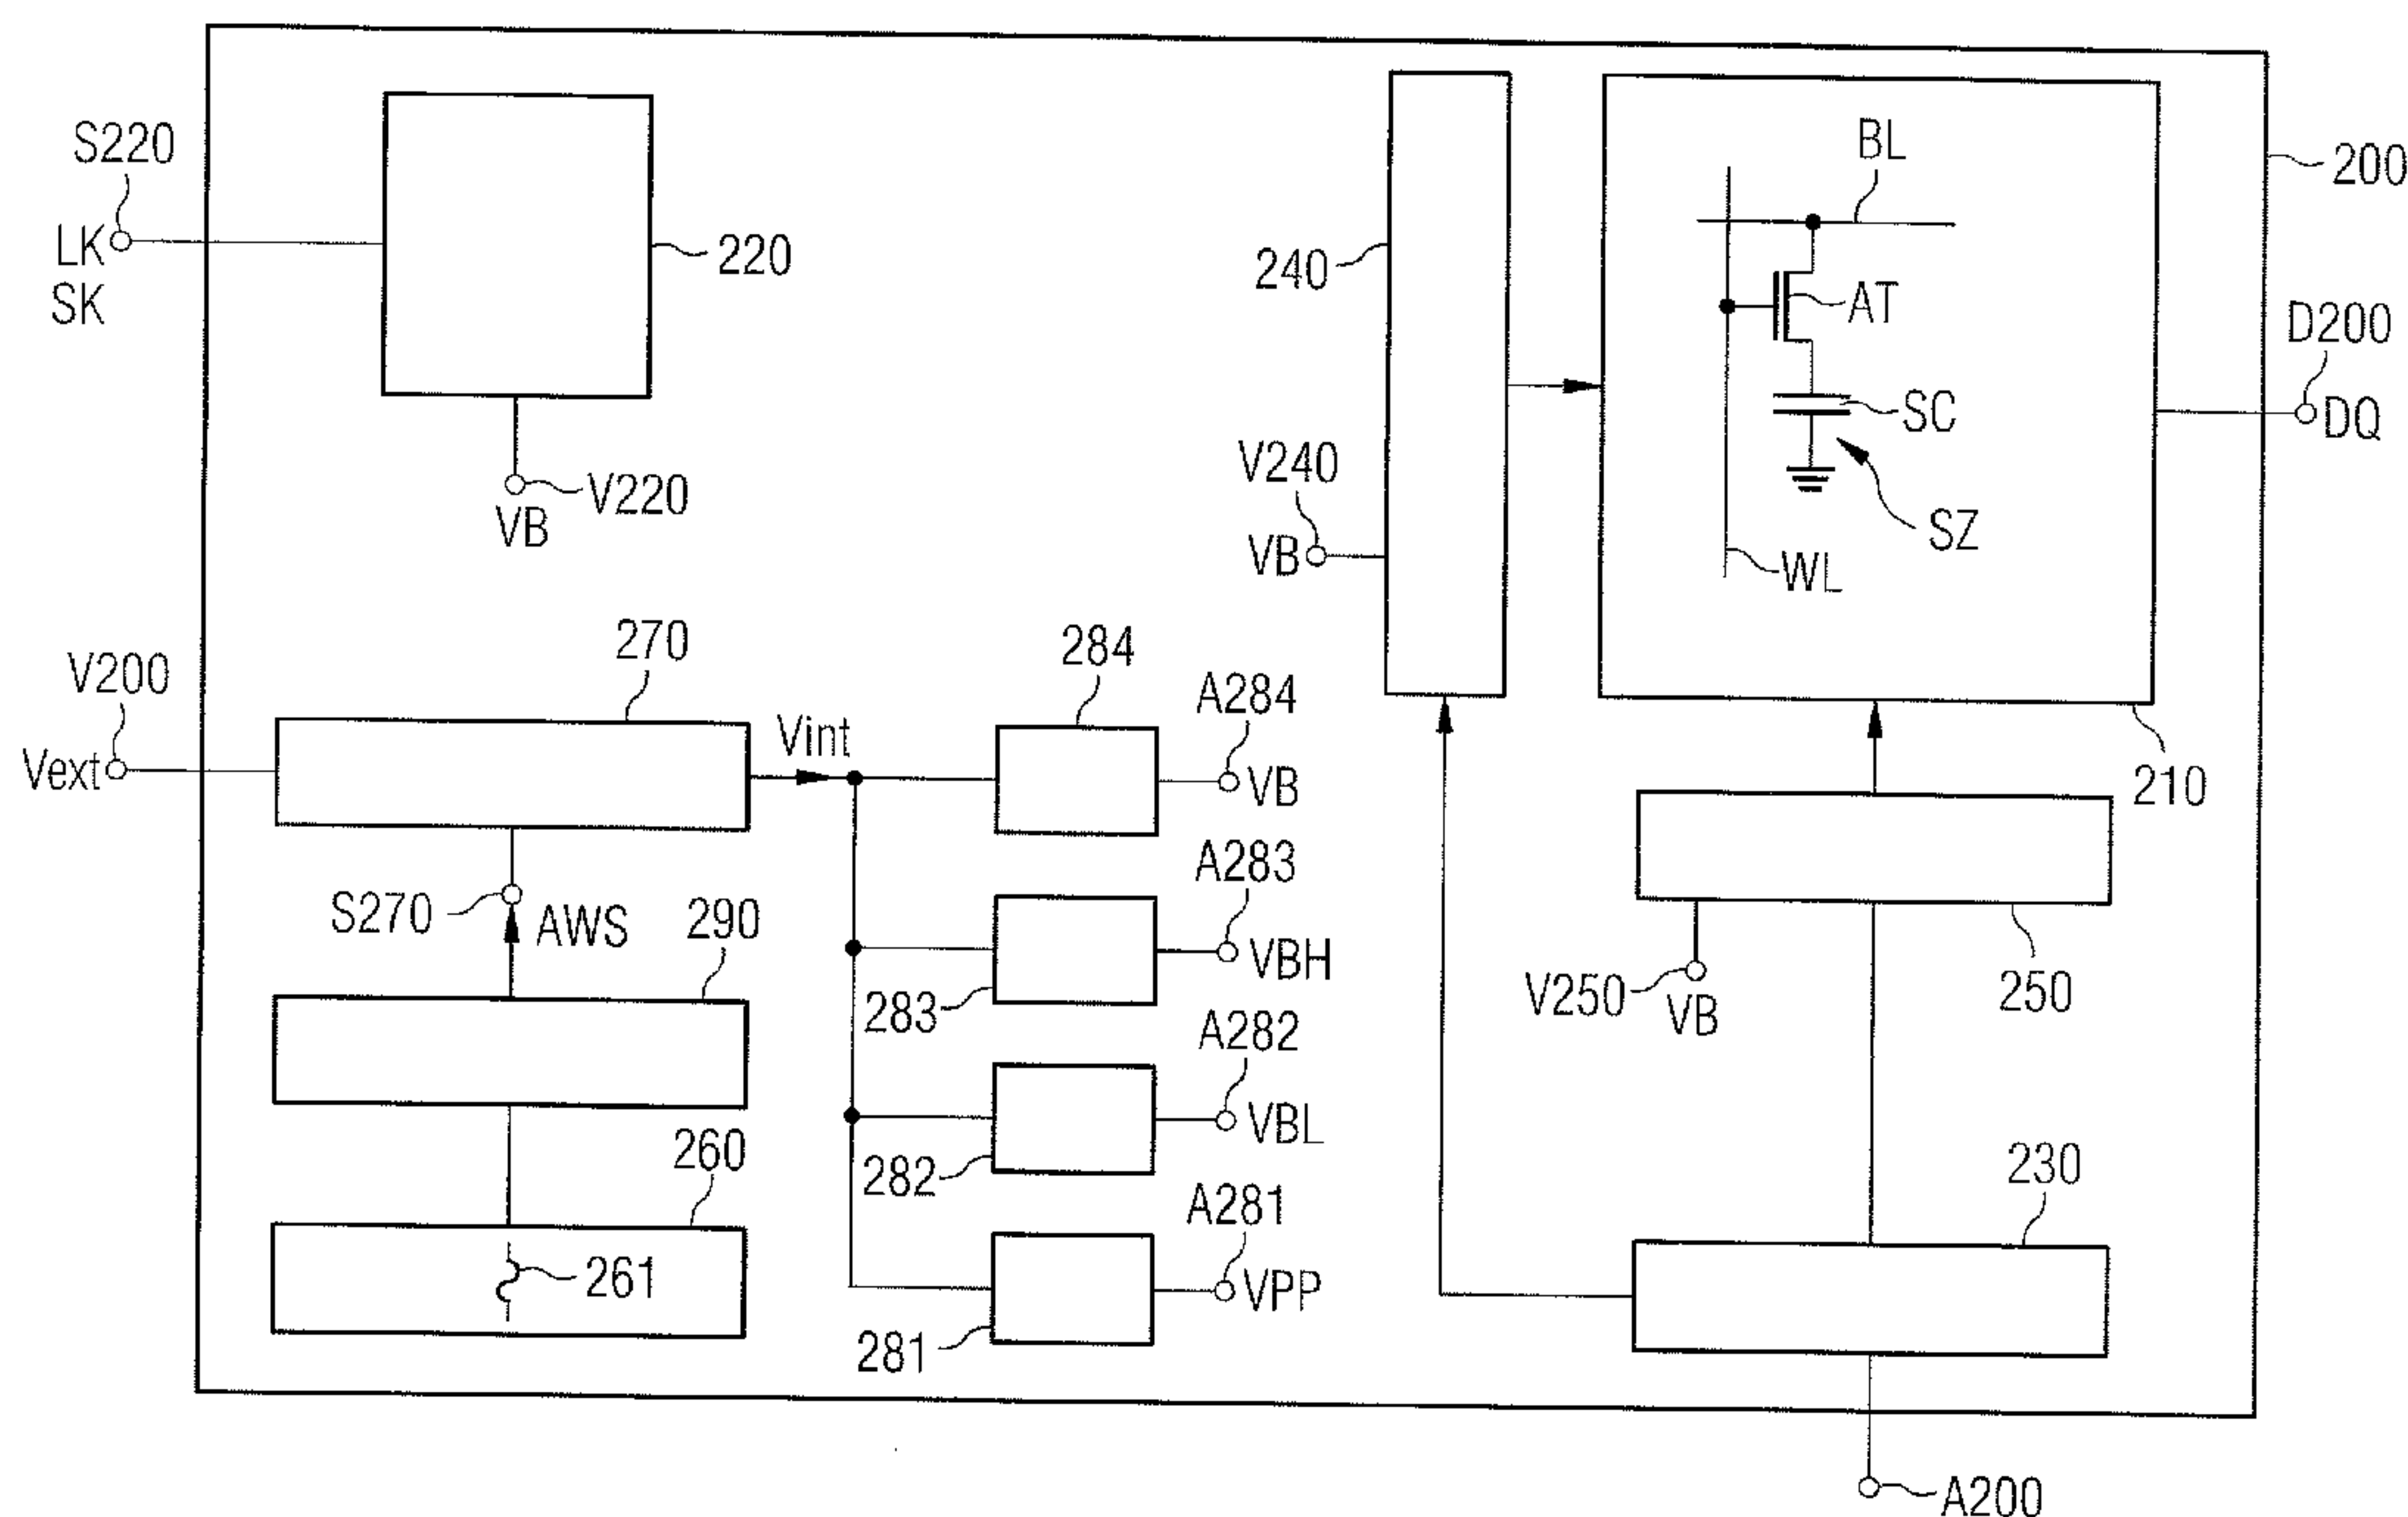 S220
LK
SK
220
V220
VB
240
V240
VB
BL
AT
SC
SZ
WL
200
D200
DQ
210
V200
Vext
270
Vint
284
A284
VB
S270
AWS
290
283
A283
VBH
282
A282
VBL
260
261
281
A281
VPP
V250
VB
250
230
A200